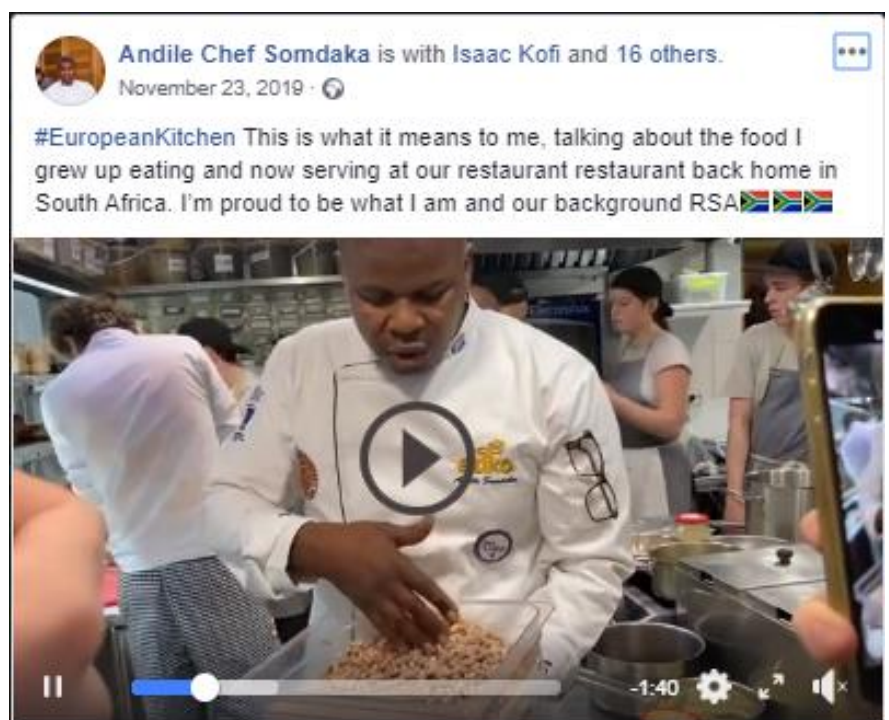 Andile Chef Somdaka is with Isaac Kofi and 16 others.
November 23, 2019 ·
#EuropeanKitchen This is what it means to me, talking about the food I
grew up eating and now serving at our restaurant restaurant back home in
South Africa. I'm proud to be what I am and our background RSA
-1:40